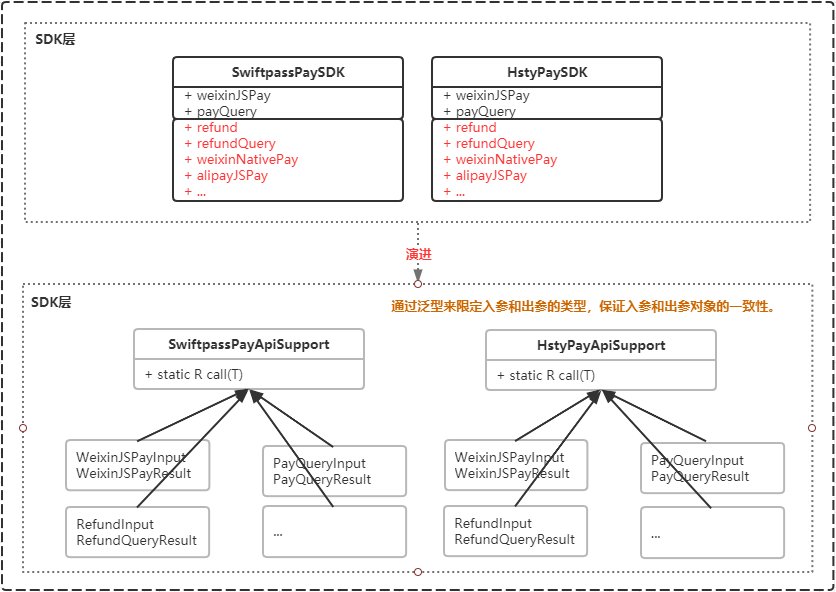 SDK层
SwiftpassPaySDK
+ weixinJSPay
+ payQuery
+ refund
+ refundQuery
+ weixinNativePay
+ alipayJSPay
+ ...
HstyPaySDK
+ weixinJSPay
+ payQuery
+ refund
+ refundQuery
+ weixinNativePay
+ alipayJSPay
+ ...
演进
SDK层
通过泛型来限定入参和出参的类型，保证入参和出参对象的一致性。
SwiftpassPayApiSupport
+ static R call(T)
HstyPayApiSupport
+ static R call(T)
WeixinJSPayInput
WeixinJSPayResult
PayQueryInput
PayQueryResult
RefundInput
RefundQueryResult
...
WeixinJSPayInput
WeixinJSPayResult
PayQueryInput
PayQueryResult
RefundInput
RefundQueryResult
...